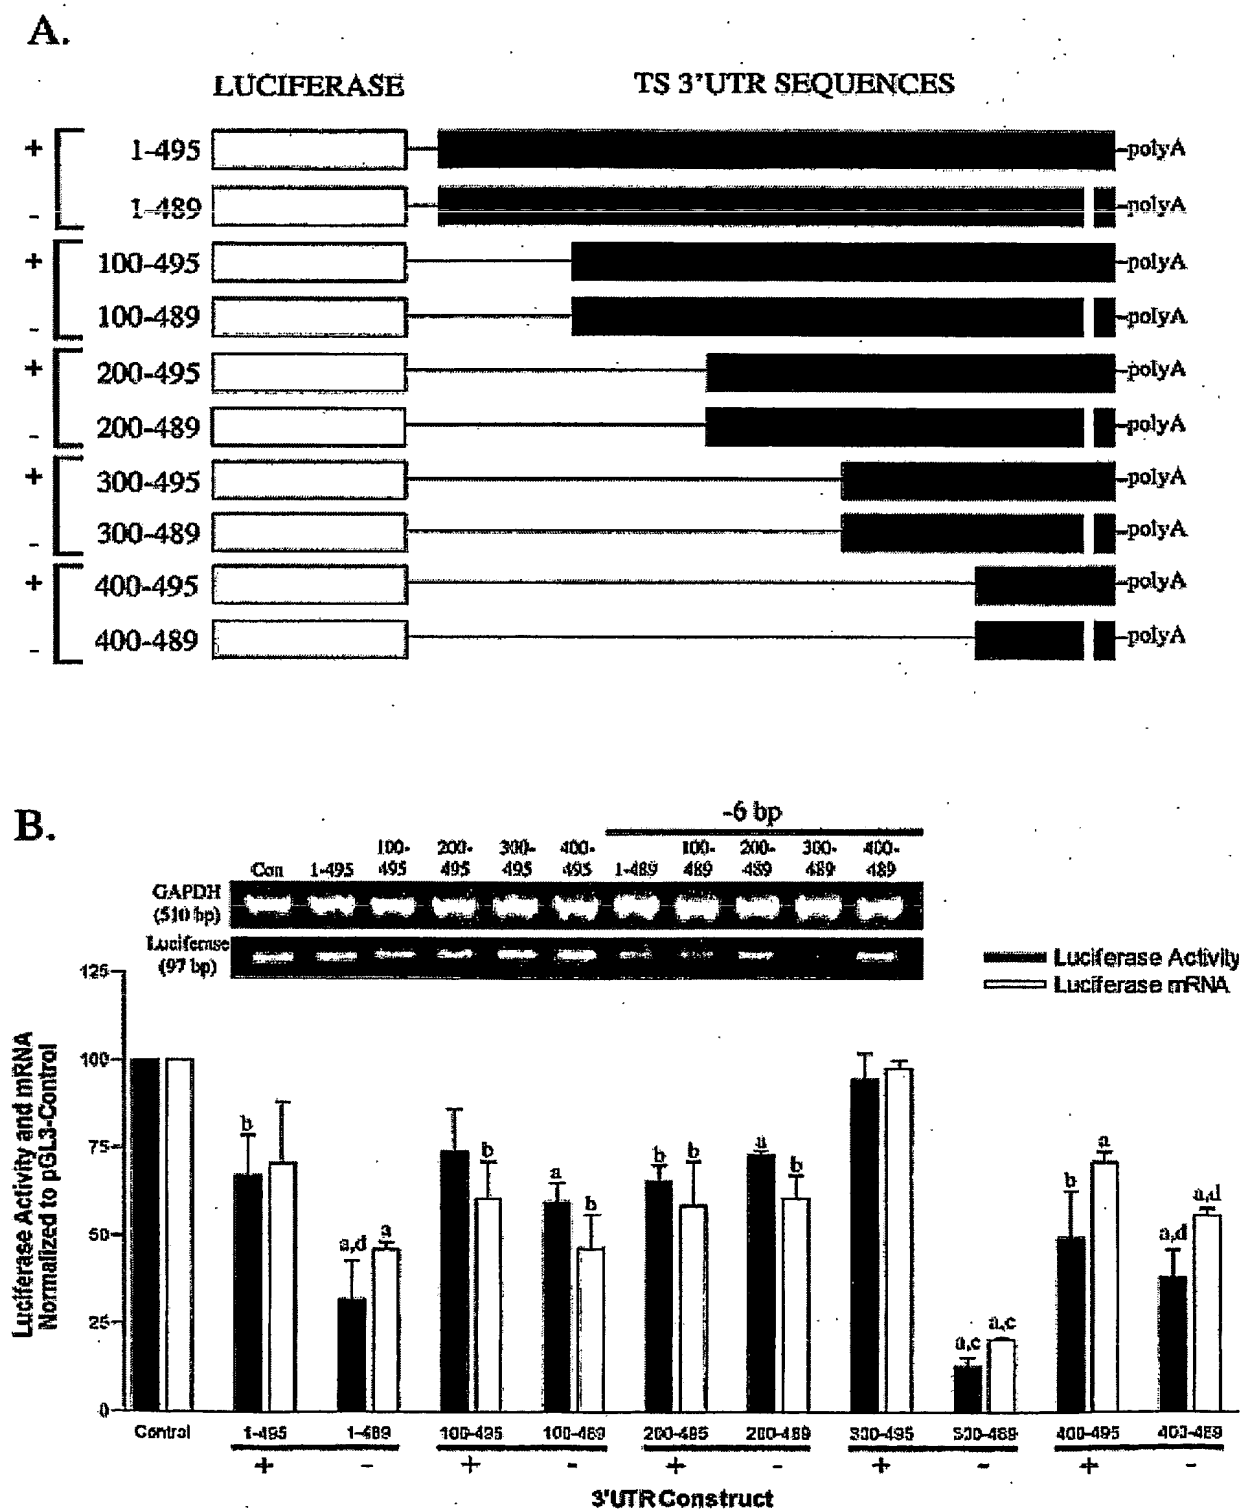 A.
LUCIFERASE TS 3'UTR SEQUENCES
+ 1-495 -polyA
- 1-489 -polyA
+ 100-495 -polyA
- 100-489 -polyA
+ 200-495 -polyA
- 200-489 -polyA
+ 300-495 -polyA
- 300-489 -polyA
+ 400-495 -polyA
- 400-489 -polyA
B.
-6 bp
Con 1-495 100-495 200-495 300-495 400-495 1-489 100-489 200-489 300-489 400-489
GAPDH
(510 bp)
Luciferase
(97 bp)
Luciferase Activity
Luciferase mRNA
Luciferase Activity and mRNA
Normalized to pGL3-Control
125
100
75
50
25
0
b
a,d a
b
a b
b b
a b
a,c a,c
b a
a,d a,d
Control 1-495 1-489 100-495 100-489 200-495 200-489 300-495 300-489 400-495 400-489
+ - + - + - + - + -
3'UTR Construct